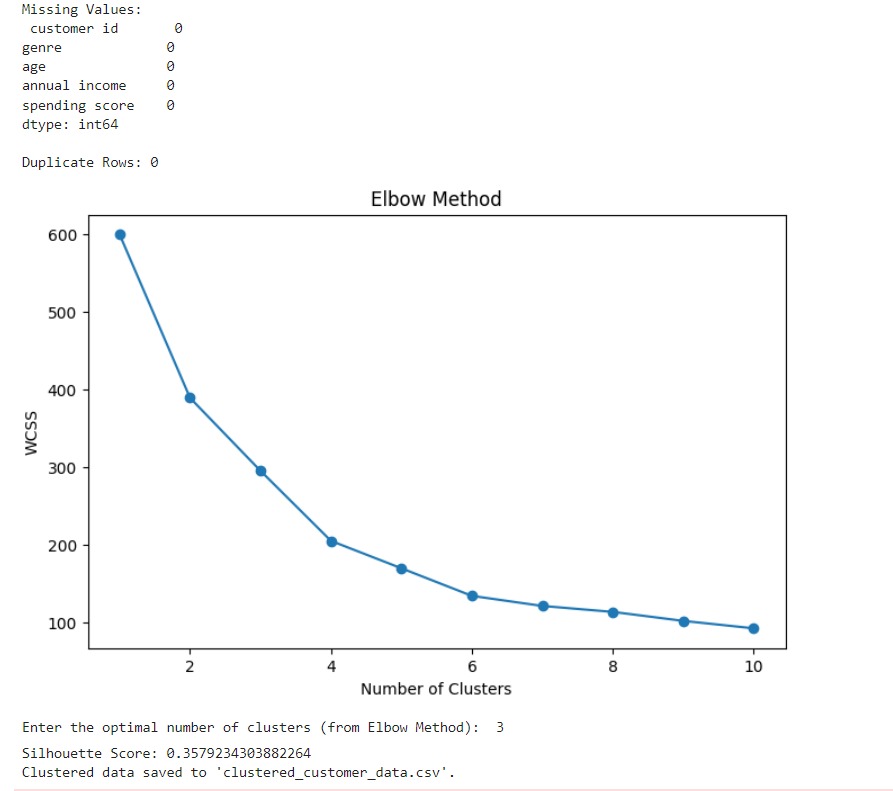 Missing Values:
customer id 0
genre 0
age 0
annual income 0
spending score 0
dtype: int64
Duplicate Rows: 0
Elbow Method
600
500
400
300
200
100
WCSS
2 4 6 8 10
Number of Clusters
Enter the optimal number of clusters (from Elbow Method): 3
Silhouette Score: 0.3579234303882264
Clustered data saved to 'clustered_customer_data.csv'.